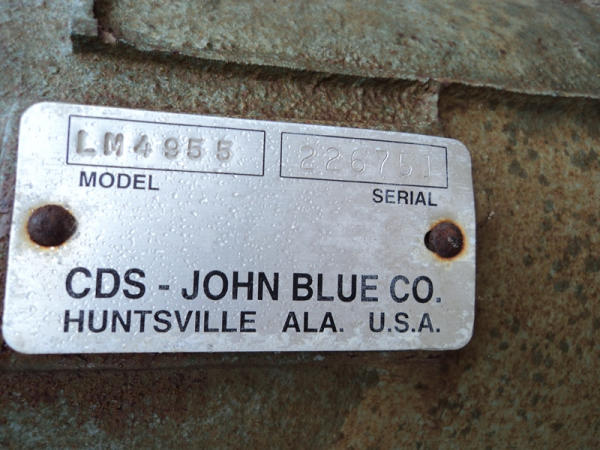 LM4955 226751
MODEL SERIAL
CDS - JOHN BLUE CO.
HUNTSVILLE ALA. U.S.A.